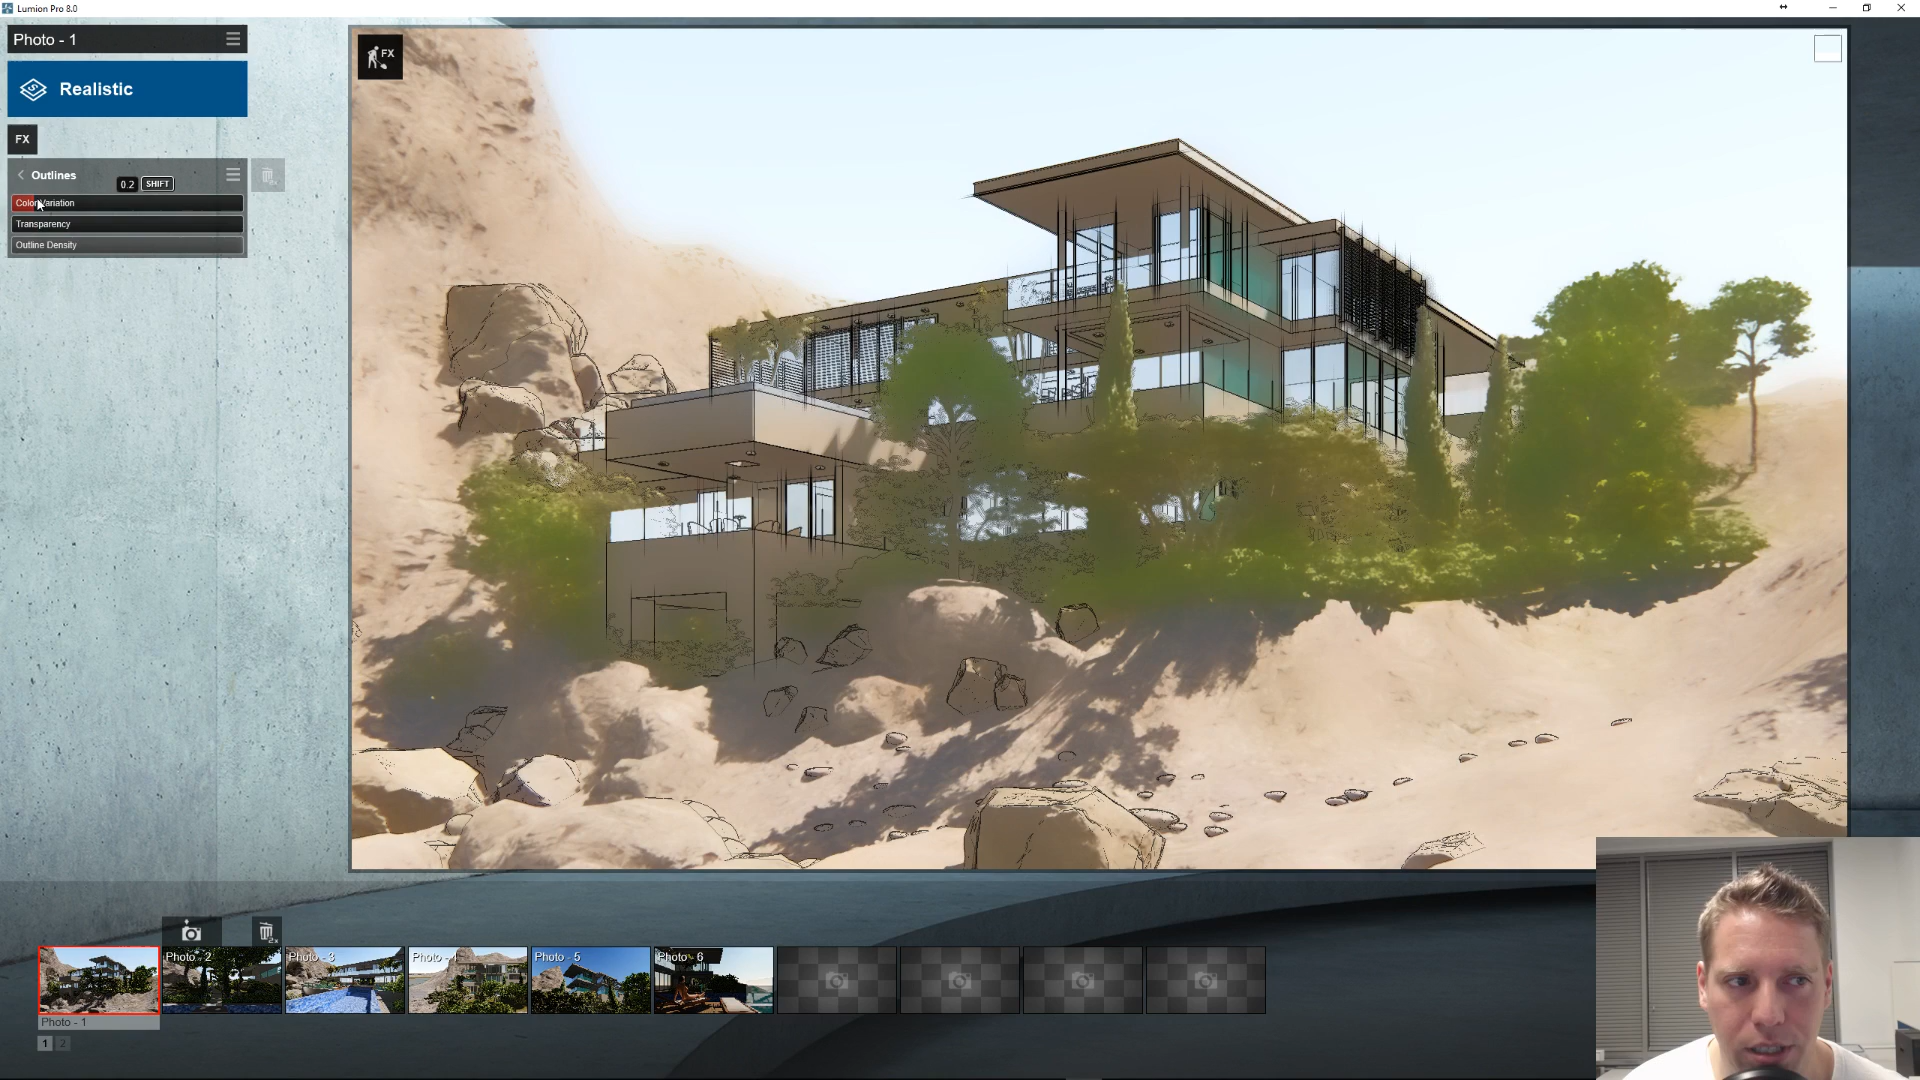 Lumion Pro 8.0
Photo - 1
Realistic
FX
FX
Outlines
0.2 SHIFT
Color Variation
Transparency
Outline Density
2x
Photo - 2
Photo - 3
Photo - 4
Photo - 5
Photo - 6
Photo - 1
1 2